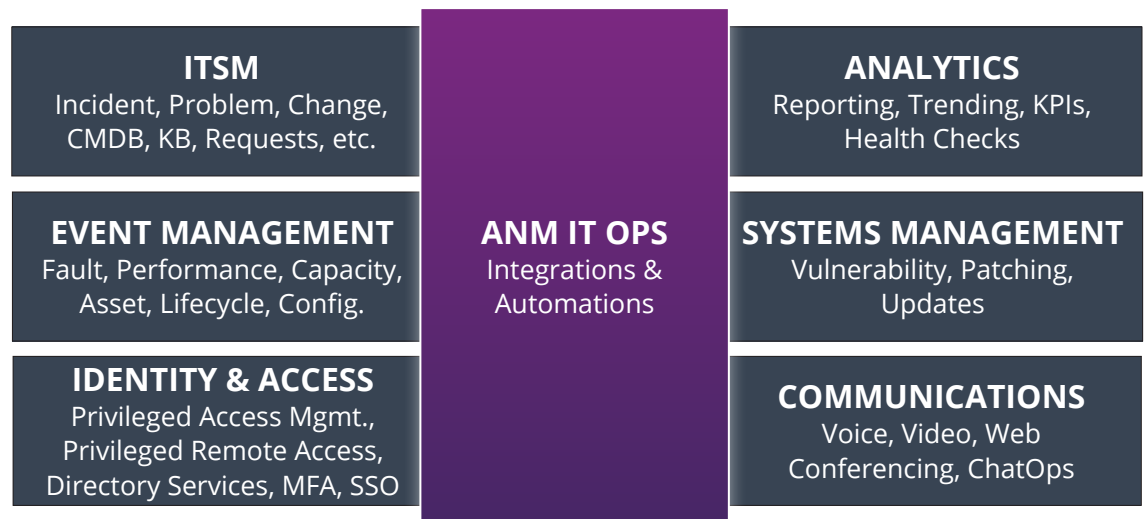 ITSM
Incident, Problem, Change,
CMDB, KB, Requests, etc.
EVENT MANAGEMENT
Fault, Performance, Capacity,
Asset, Lifecycle, Config.
IDENTITY & ACCESS
Privileged Access Mgmt.,
Privileged Remote Access,
Directory Services, MFA, SSO
ANM IT OPS
Integrations &
Automations
ANALYTICS
Reporting, Trending, KPIs,
Health Checks
SYSTEMS MANAGEMENT
Vulnerability, Patching,
Updates
COMMUNICATIONS
Voice, Video, Web
Conferencing, ChatOps